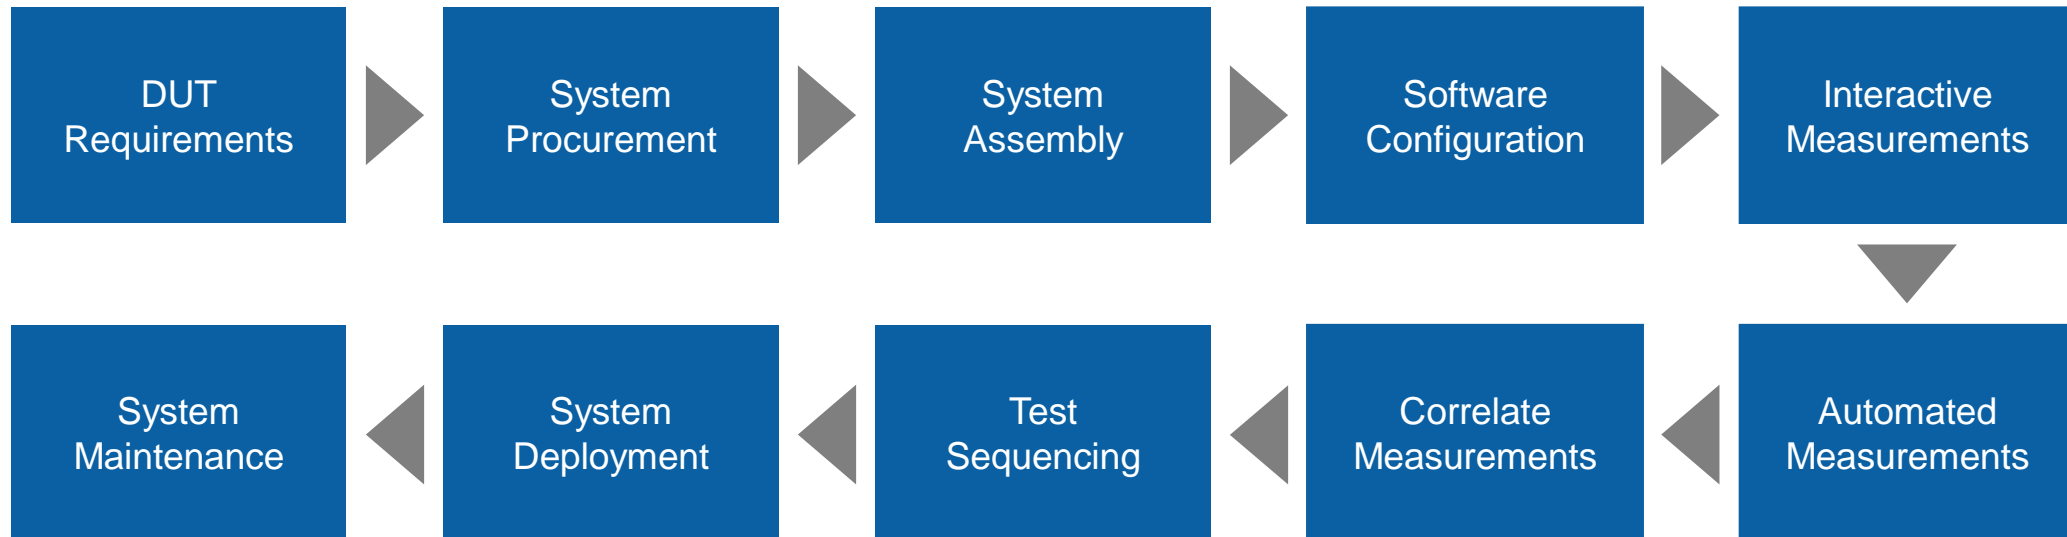 DUT
Requirements
System
Procurement
System
Assembly
Software
Configuration
Interactive
Measurements
Automated
Measurements
Correlate
Measurements
Test
Sequencing
System
Deployment
System
Maintenance